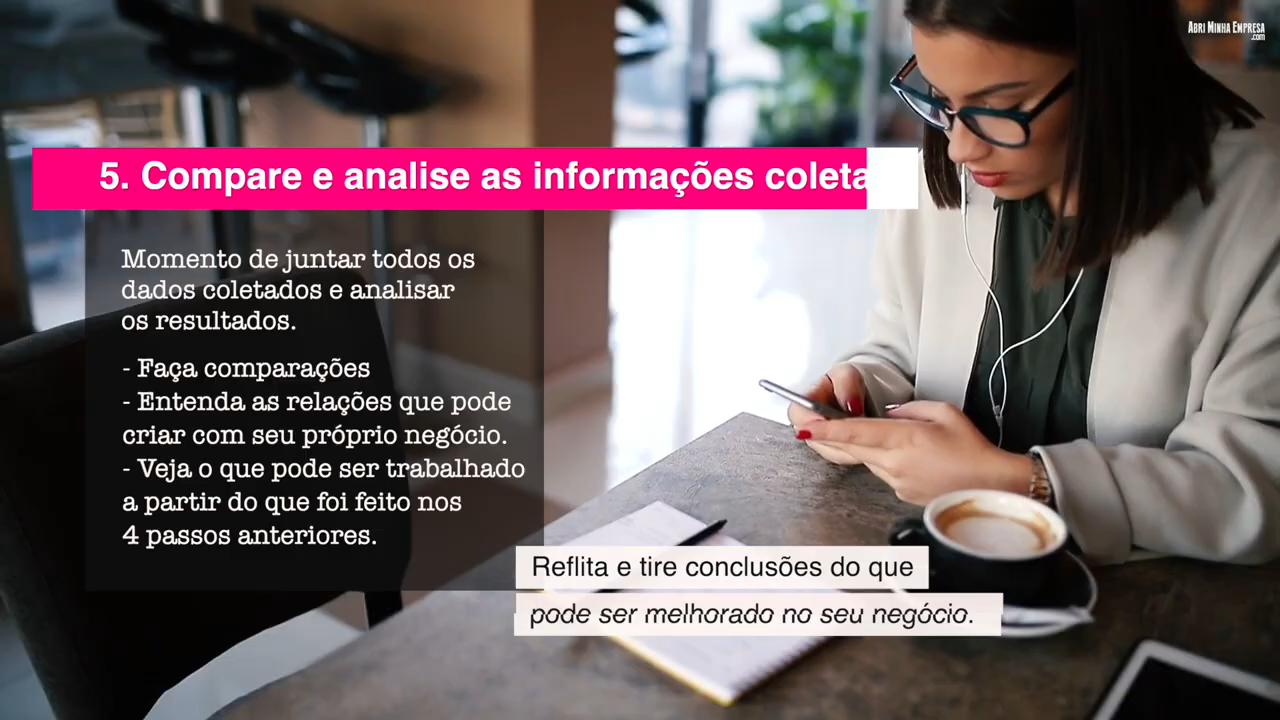 ABRI MINHA EMPRESA
.com
5. Compare e analise as informações coleta
Momento de juntar todos os
dados coletados e analisar
os resultados.
- Faça comparações
- Entenda as relações que pode
criar com seu próprio negócio.
- Veja o que pode ser trabalhado
a partir do que foi feito nos
4 passos anteriores.
Reflita e tire conclusões do que
pode ser melhorado no seu negócio.